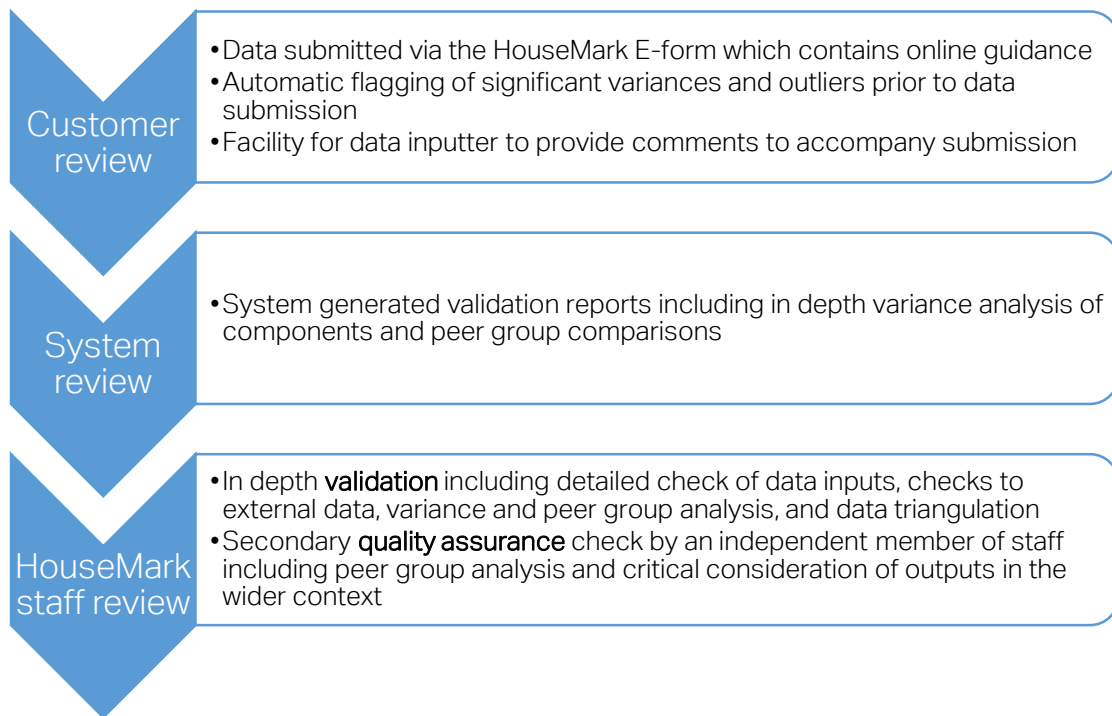 Customer
review
•Data submitted via the HouseMark E-form which contains online guidance
•Automatic flagging of significant variances and outliers prior to data
submission
•Facility for data inputter to provide comments to accompany submission
System
review
•System generated validation reports including in depth variance analysis of
components and peer group comparisons
HouseMark
staff review
•In depth validation including detailed check of data inputs, checks to
external data, variance and peer group analysis, and data triangulation
•Secondary quality assurance check by an independent member of staff
including peer group analysis and critical consideration of outputs in the
wider context